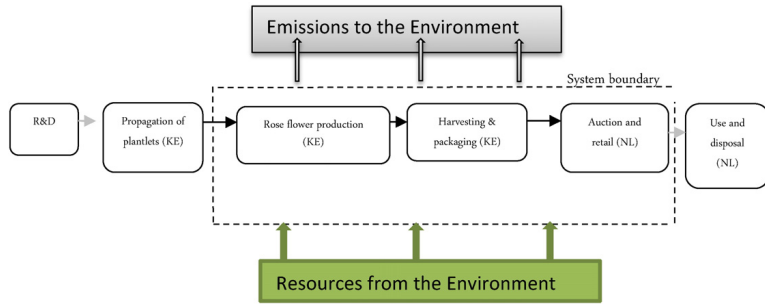 Emissions to the Environment
System boundary
R&D
Propagation of
plantlets (KE)
Rose flower production
(KE)
Harvesting &
packaging (KE)
Auction and
retail (NL)
Use and
disposal
(NL)
Resources from the Environment